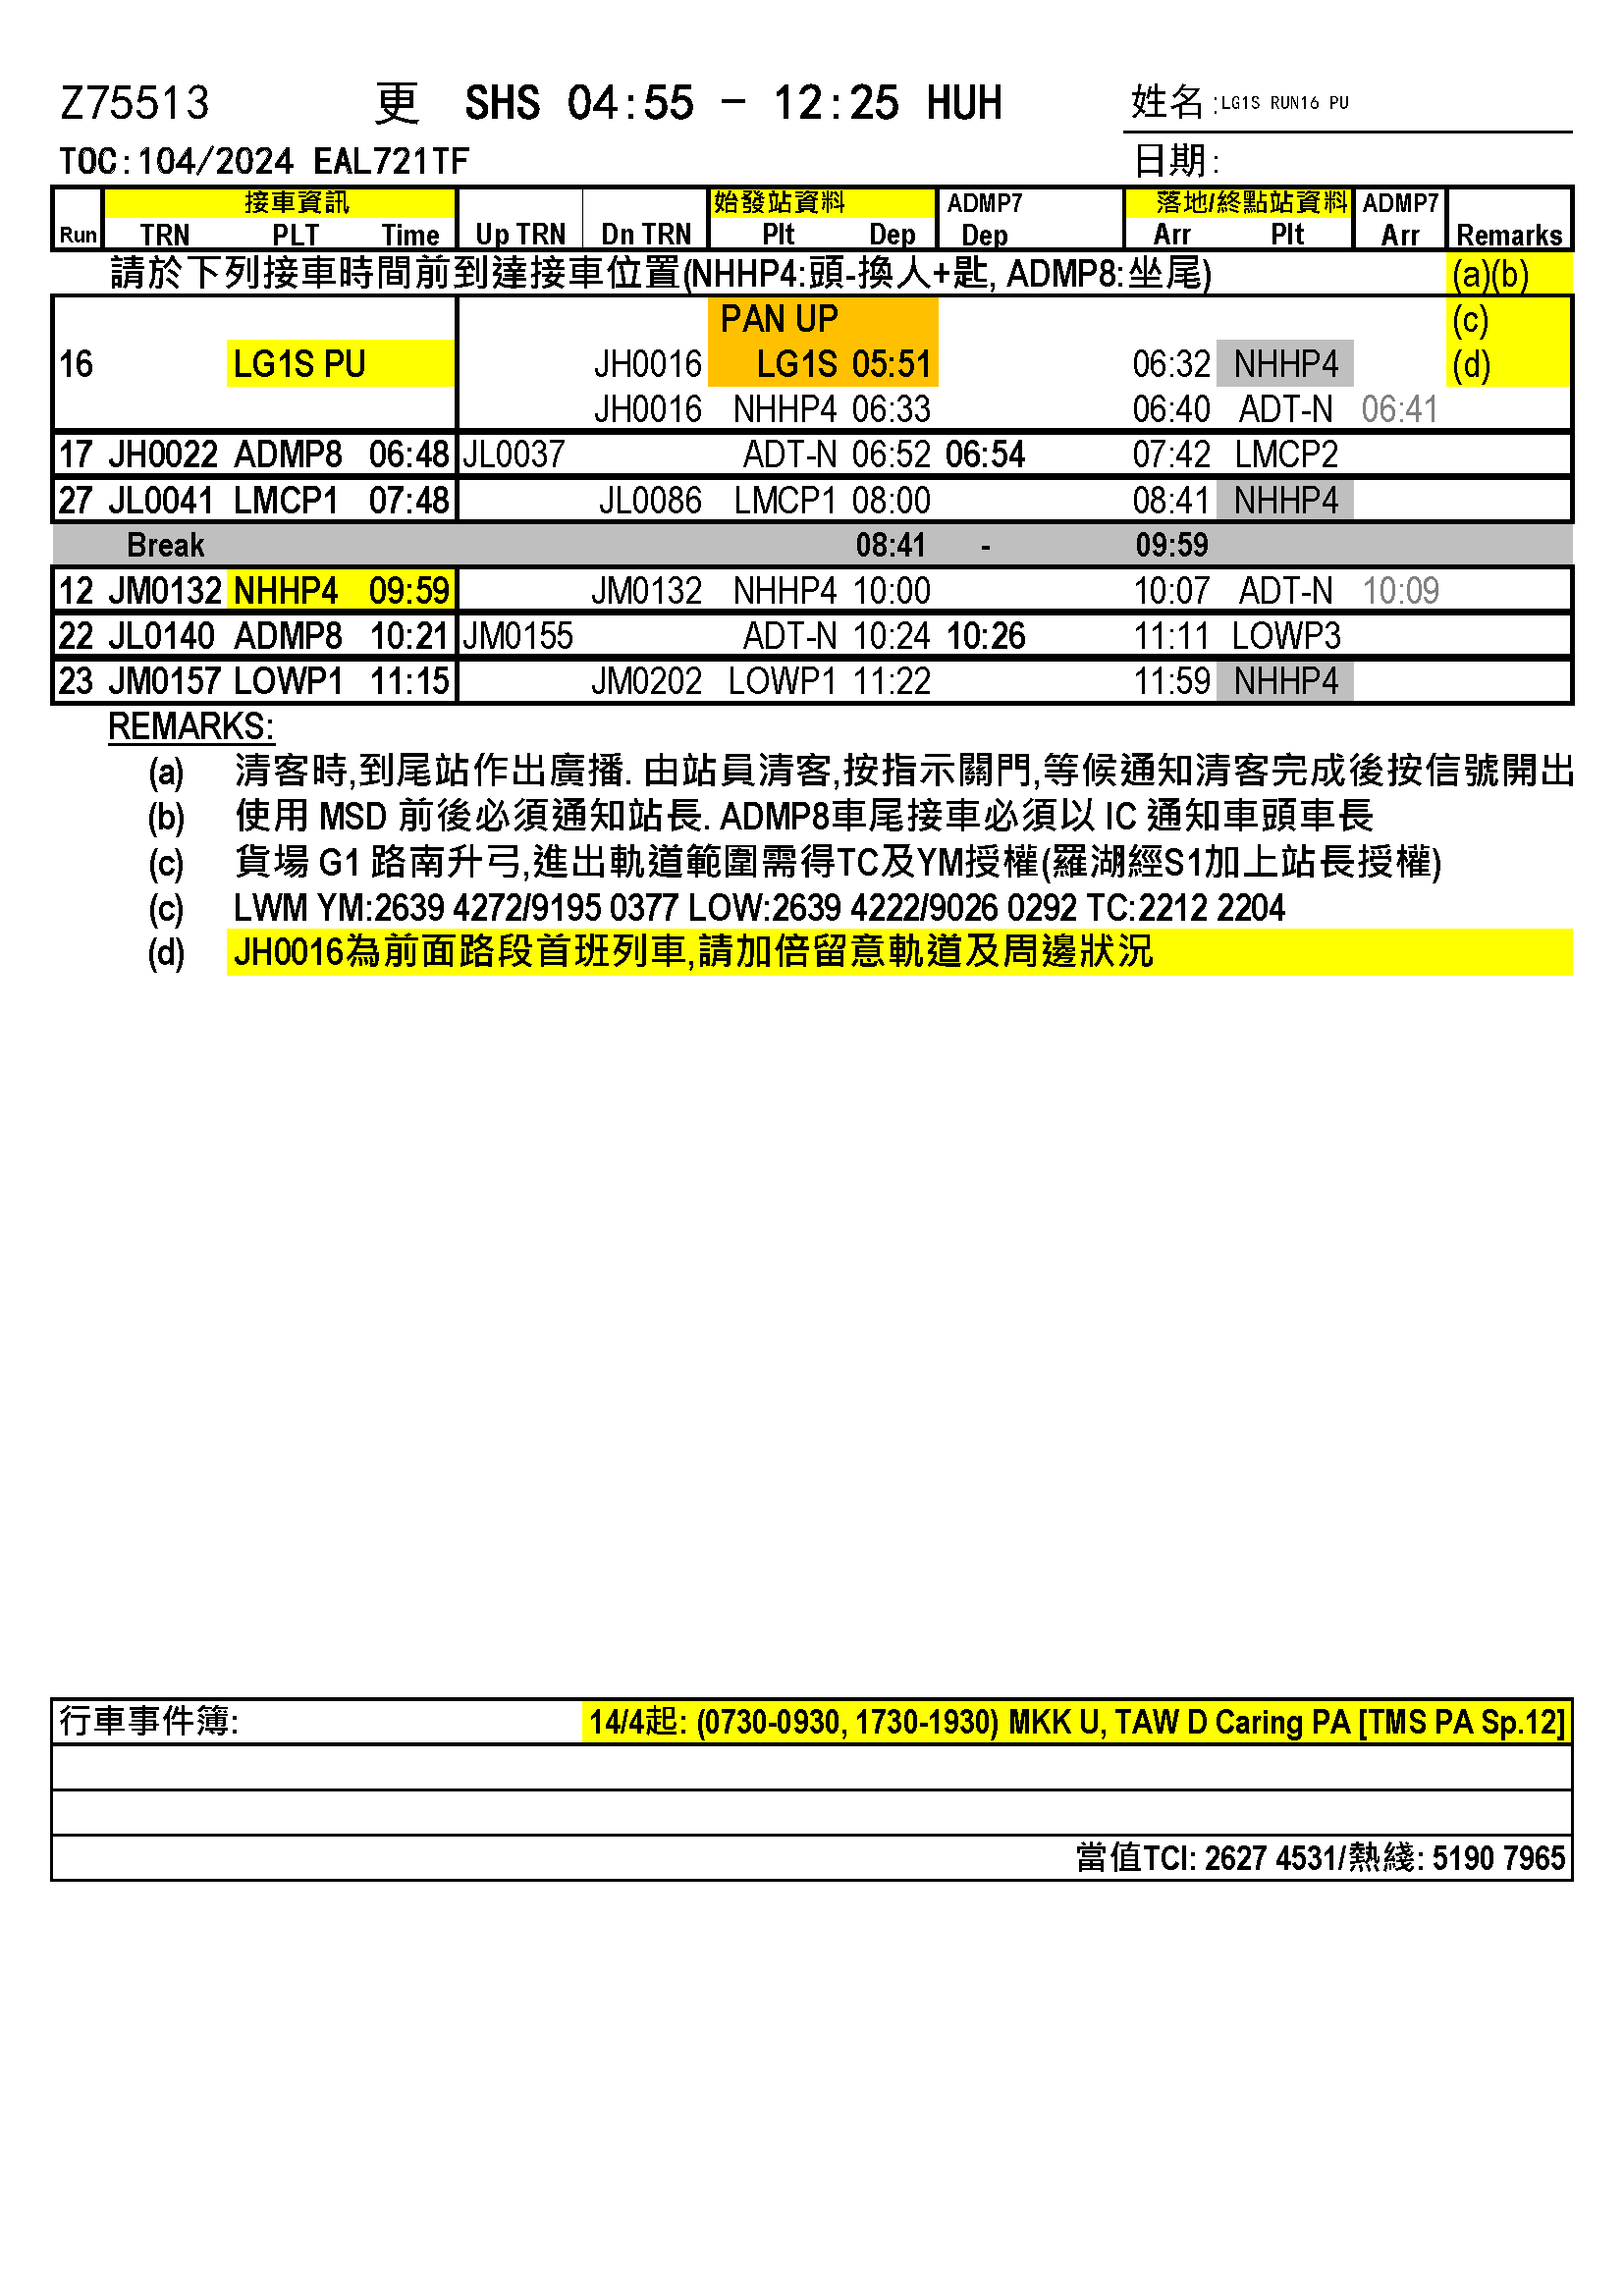 Z75513 更 SHS 04:55 - 12:25 HUH 姓名:LG1S RUN16 PU
TOC:104/2024 EAL721TF 日期:
接車資訊 始發站資料 ADMP7 落地/終點站資料 ADMP7
Run TRN PLT Time Up TRN Dn TRN Plt Dep Dep Arr Plt Arr Remarks
請於下列接車時間前到達接車位置(NHHP4:頭-換人+匙, ADMP8:坐尾) (a)(b)
PAN UP (c)
16 LG1S PU JH0016 LG1S 05:51 06:32 NHHP4 (d)
JH0016 NHHP4 06:33 06:40 ADT-N 06:41
17 JH0022 ADMP8 06:48 JL0037 ADT-N 06:52 06:54 07:42 LMCP2
27 JL0041 LMCP1 07:48 JL0086 LMCP1 08:00 08:41 NHHP4
Break 08:41 - 09:59
12 JM0132 NHHP4 09:59 JM0132 NHHP4 10:00 10:07 ADT-N 10:09
22 JL0140 ADMP8 10:21 JM0155 ADT-N 10:24 10:26 11:11 LOWP3
23 JM0157 LOWP1 11:15 JM0202 LOWP1 11:22 11:59 NHHP4
REMARKS:
(a) 清客時,到尾站作出廣播. 由站員清客,按指示關門,等候通知清客完成後按信號開出
(b) 使用 MSD 前後必須通知站長. ADMP8車尾接車必須以 IC 通知車頭車長
(c) 貨場 G1 路南升弓,進出軌道範圍需得TC及YM授權(羅湖經S1加上站長授權)
(c) LWM YM:2639 4272/9195 0377 LOW:2639 4222/9026 0292 TC:2212 2204
(d) JH0016為前面路段首班列車,請加倍留意軌道及周邊狀況
行車事件簿: 14/4起: (0730-0930, 1730-1930) MKK U, TAW D Caring PA [TMS PA Sp.12]
當值TCI: 2627 4531/熱綫: 5190 7965